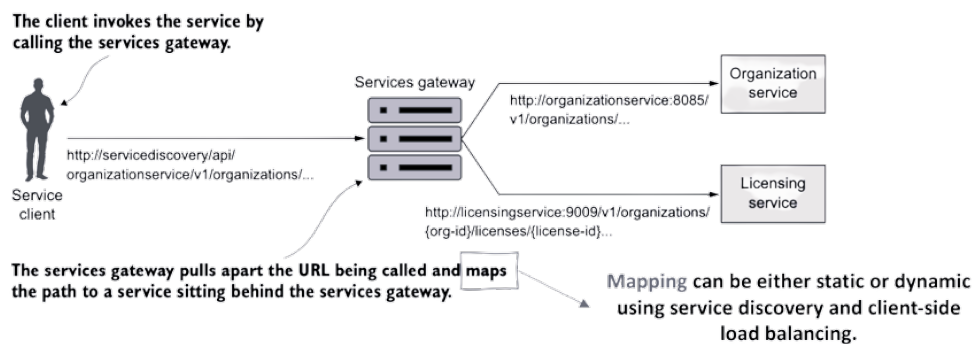 The client invokes the service by
calling the services gateway.
Services gateway
Organization
service
http://organizationservice:8085/
v1/organizations/...
http://servicediscovery/api/
organizationservice/v1/organizations/...
Service
client
Licensing
service
http://licensingservice:9009/v1/organizations/
{org-id}/licenses/{license-id}...
The services gateway pulls apart the URL being called and maps
the path to a service sitting behind the services gateway.
Mapping can be either static or dynamic
using service discovery and client-side
load balancing.